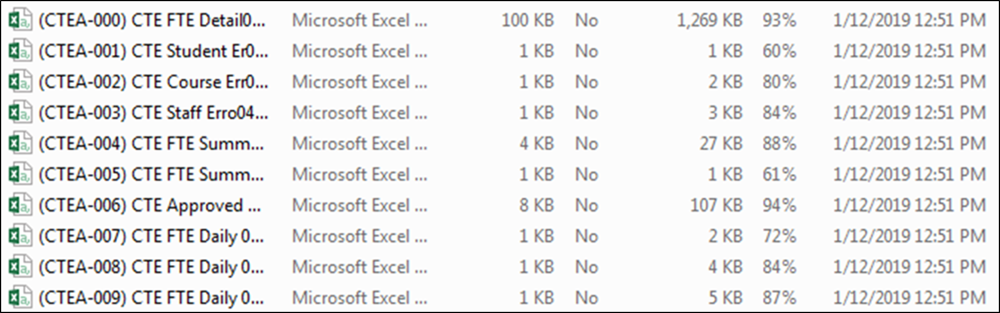 (CTEA-000) CTE FTE Detail0... Microsoft Excel ... 100 KB No 1,269 KB 93% 1/12/2019 12:51 PM
(CTEA-001) CTE Student Er0... Microsoft Excel ... 1 KB No 1 KB 60% 1/12/2019 12:51 PM
(CTEA-002) CTE Course Err0... Microsoft Excel ... 1 KB No 2 KB 80% 1/12/2019 12:51 PM
(CTEA-003) CTE Staff Erro04... Microsoft Excel ... 1 KB No 3 KB 84% 1/12/2019 12:51 PM
(CTEA-004) CTE FTE Summ... Microsoft Excel ... 4 KB No 27 KB 88% 1/12/2019 12:51 PM
(CTEA-005) CTE FTE Summ... Microsoft Excel ... 1 KB No 1 KB 61% 1/12/2019 12:51 PM
(CTEA-006) CTE Approved ... Microsoft Excel ... 8 KB No 107 KB 94% 1/12/2019 12:51 PM
(CTEA-007) CTE FTE Daily 0... Microsoft Excel ... 1 KB No 2 KB 72% 1/12/2019 12:51 PM
(CTEA-008) CTE FTE Daily 0... Microsoft Excel ... 1 KB No 4 KB 84% 1/12/2019 12:51 PM
(CTEA-009) CTE FTE Daily 0... Microsoft Excel ... 1 KB No 5 KB 87% 1/12/2019 12:51 PM